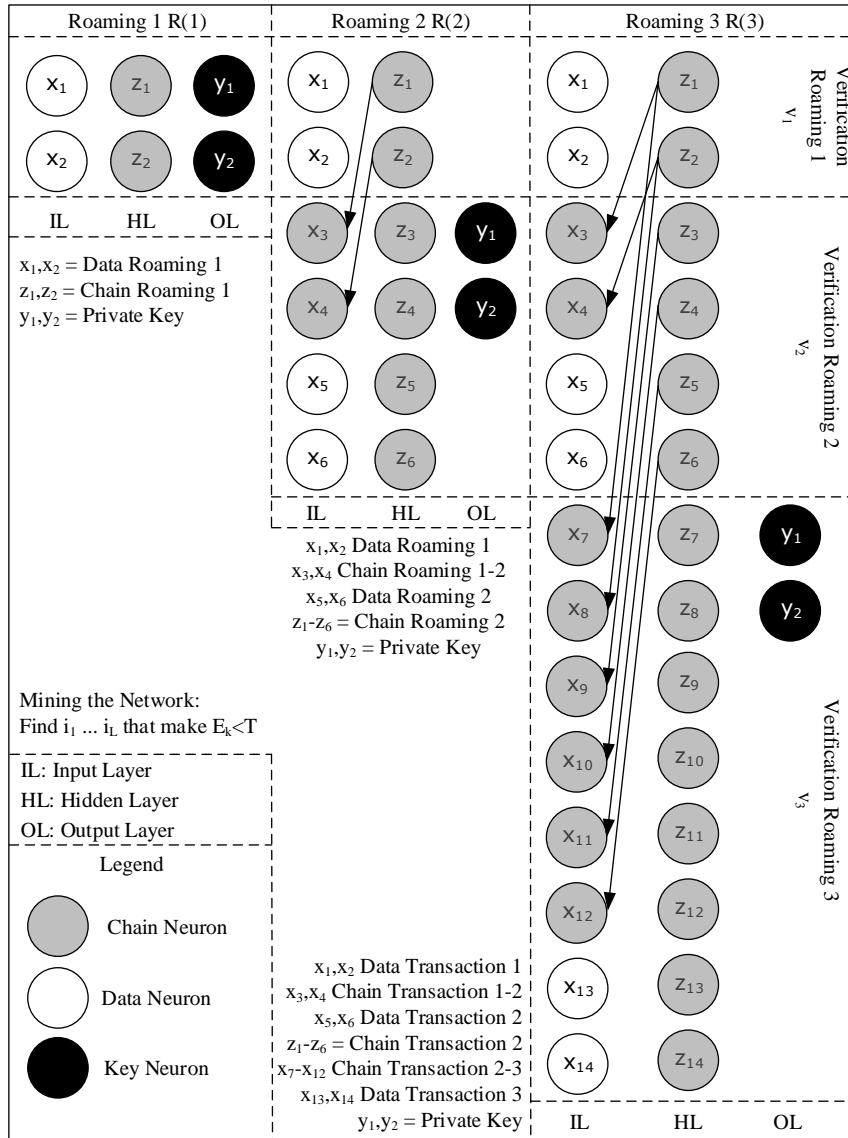 Roaming 1 R(1)
x₁ z₁ y₁
x₂ z₂ y₂
IL HL OL
x₁,x₂ = Data Roaming 1
z₁,z₂ = Chain Roaming 1
y₁,y₂ = Private Key
Mining the Network:
Find i₁ ... i_L that make E_k<T
IL: Input Layer
HL: Hidden Layer
OL: Output Layer
Legend
Chain Neuron
Data Neuron
Key Neuron
Roaming 2 R(2)
x₁ z₁
x₂ z₂
x₃ z₃ y₁
x₄ z₄ y₂
x₅ z₅
x₆ z₆
IL HL OL
x₁,x₂ Data Roaming 1
x₃,x₄ Chain Roaming 1-2
x₅,x₆ Data Roaming 2
z₁-z₆ = Chain Roaming 2
y₁,y₂ = Private Key
x₁,x₂ Data Transaction 1
x₃,x₄ Chain Transaction 1-2
x₅,x₆ Data Transaction 2
z₁-z₆ = Chain Transaction 2
x₇-x₁₂ Chain Transaction 2-3
x₁₃,x₁₄ Data Transaction 3
y₁,y₂ = Private Key
Roaming 3 R(3)
x₁ z₁
x₂ z₂
x₃ z₃
x₄ z₄
x₅ z₅
x₆ z₆
x₇ z₇ y₁
x₈ z₈ y₂
x₉ z₉
x₁₀ z₁₀
x₁₁ z₁₁
x₁₂ z₁₂
x₁₃ z₁₃
x₁₄ z₁₄
IL HL OL
Verification
Roaming 1
v₁
Verification Roaming 2
v₂
Verification Roaming 3
v₃